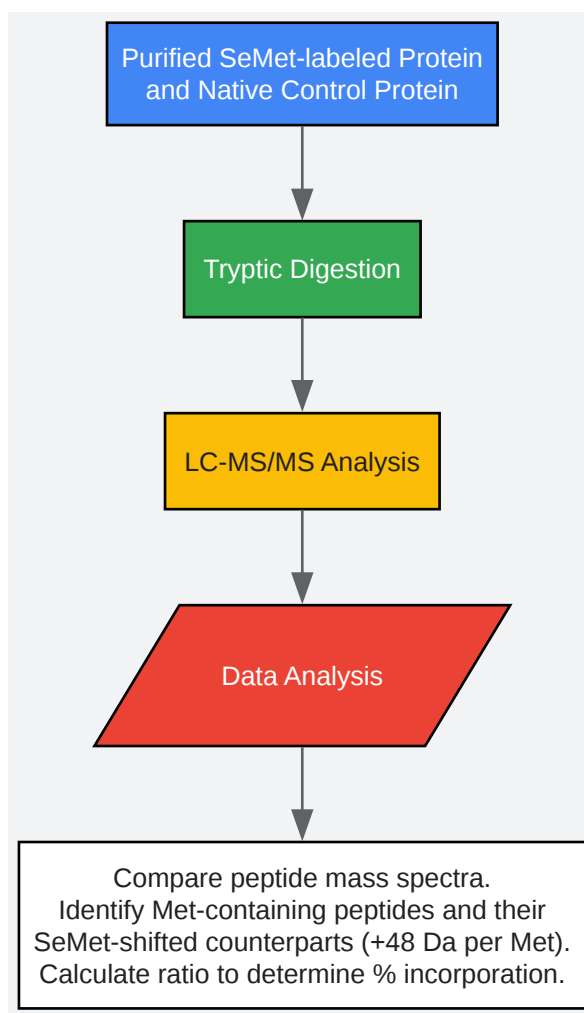 Purified SeMet-labeled Protein
and Native Control Protein
Tryptic Digestion
LC-MS/MS Analysis
Data Analysis
Compare peptide mass spectra.
Identify Met-containing peptides and their
SeMet-shifted counterparts (+48 Da per Met).
Calculate ratio to determine % incorporation.